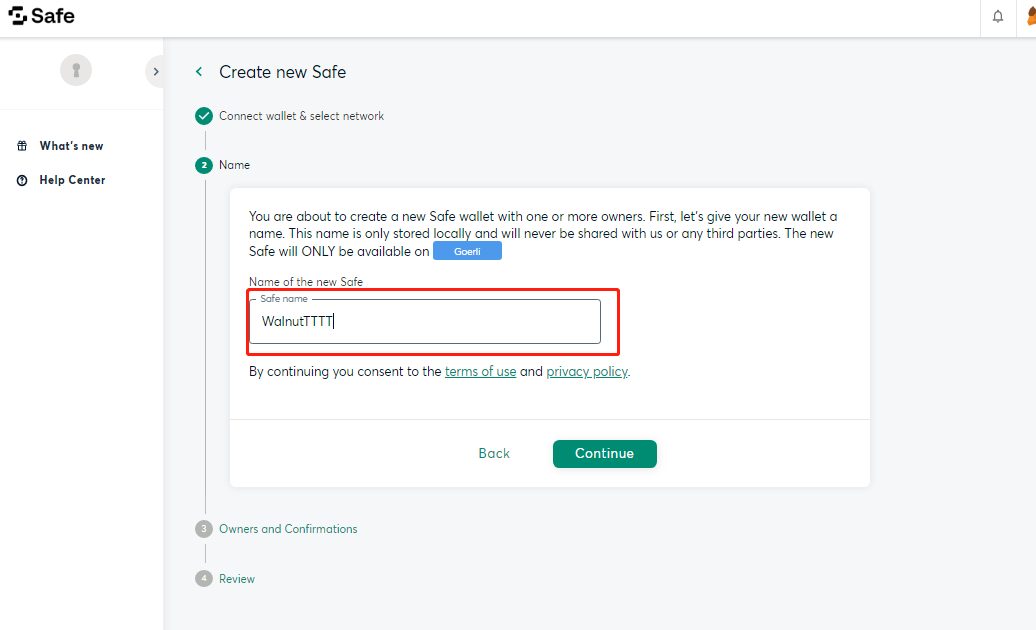 Safe
Create new Safe
Connect wallet & select network
What's new
2 Name
Help Center
You are about to create a new Safe wallet with one or more owners. First, let's give your new wallet a
name. This name is only stored locally and will never be shared with us or any third parties. The new
Safe will ONLY be available on Goerli
Name of the new Safe
Safe name
WalnutTTTT
By continuing you consent to the terms of use and privacy policy.
Back Continue
3 Owners and Confirmations
4 Review